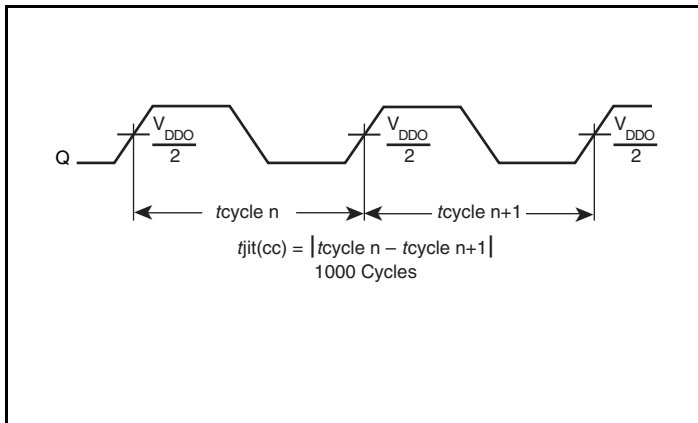 Q
V_DDO
2
V_DDO
2
V_DDO
2
tcycle n
tcycle n+1
tjit(cc) = |tcycle n – tcycle n+1|
1000 Cycles